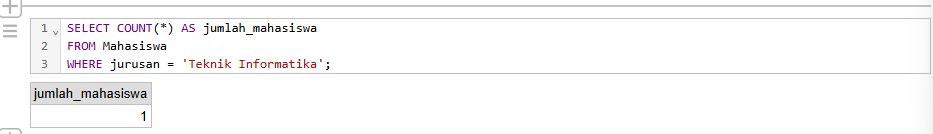 1 SELECT COUNT(*) AS jumlah_mahasiswa
2 FROM Mahasiswa
3 WHERE jurusan = 'Teknik Informatika';
jumlah_mahasiswa
1